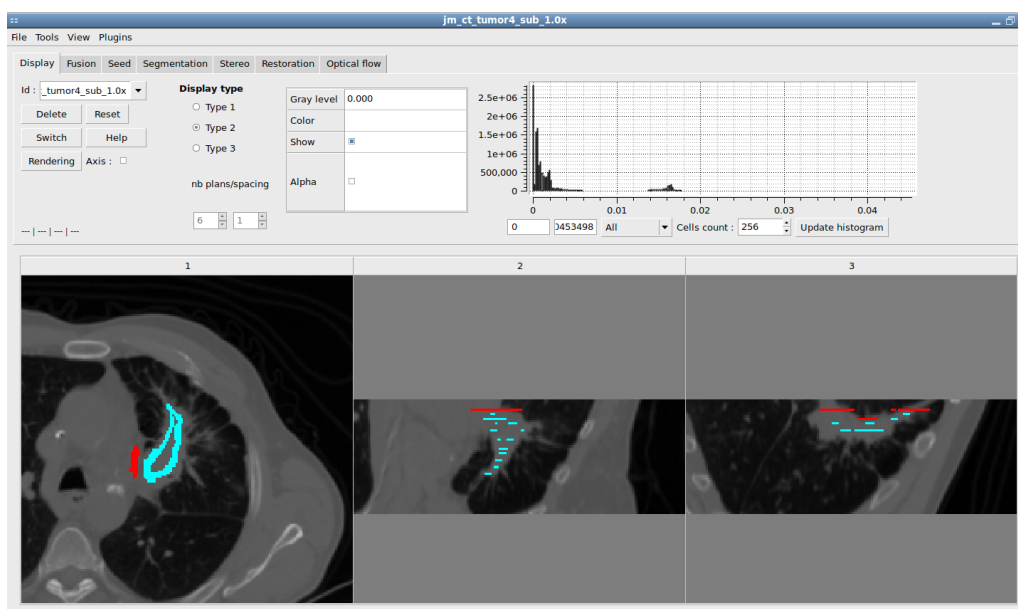 jm_ct_tumor4_sub_1.0x
File Tools View Plugins
Display Fusion Seed Segmentation Stereo Restoration Optical flow
Id : _tumor4_sub_1.0x
Delete Reset
Switch Help
Rendering Axis :
--- | --- | --- | ---
Display type
Type 1
Type 2
Type 3
nb plans/spacing
6 1
Gray level 0.000
Color
Show
Alpha
2.5e+06
2e+06
1.5e+06
1e+06
500,000
0
0 0.01 0.02 0.03 0.04
0 0453498 All Cells count : 256 Update histogram
1 2 3